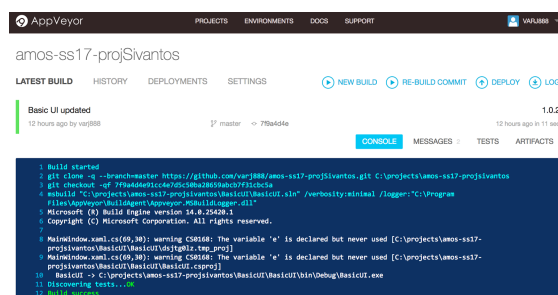 AppVeyor PROJECTS ENVIRONMENTS DOCS SUPPORT VARJ888
amos-ss17-projSivantos
LATEST BUILD HISTORY DEPLOYMENTS SETTINGS NEW BUILD RE-BUILD COMMIT DEPLOY LOG
Basic UI updated 1.0.2
12 hours ago by varj888 master 7f9a4d4e 12 hours ago in 11 sec
CONSOLE MESSAGES 2 TESTS ARTIFACTS
1 Build started
2 git clone -q --branch=master https://github.com/varj888/amos-ss17-projSivantos.git C:\projects\amos-ss17-projsivantos
3 git checkout -qf 7f9a4d4e91cc4e7d5c50ba28659abcb7f31cbc5a
4 msbuild "C:\projects\amos-ss17-projsivantos\BasicUI\BasicUI.sln" /verbosity:minimal /logger:"C:\Program
Files\AppVeyor\BuildAgent\Appveyor.MSBuildLogger.dll"
5 Microsoft (R) Build Engine version 14.0.25420.1
6 Copyright (C) Microsoft Corporation. All rights reserved.
7
8 MainWindow.xaml.cs(69,30): warning CS0168: The variable 'e' is declared but never used [C:\projects\amos-ss17-
projsivantos\BasicUI\BasicUI\dsjtg0lz.tmp_proj]
9 MainWindow.xaml.cs(69,30): warning CS0168: The variable 'e' is declared but never used [C:\projects\amos-ss17-
projsivantos\BasicUI\BasicUI\BasicUI.csproj]
10 BasicUI -> C:\projects\amos-ss17-projsivantos\BasicUI\BasicUI\bin\Debug\BasicUI.exe
11 Discovering tests...OK
12 Build success